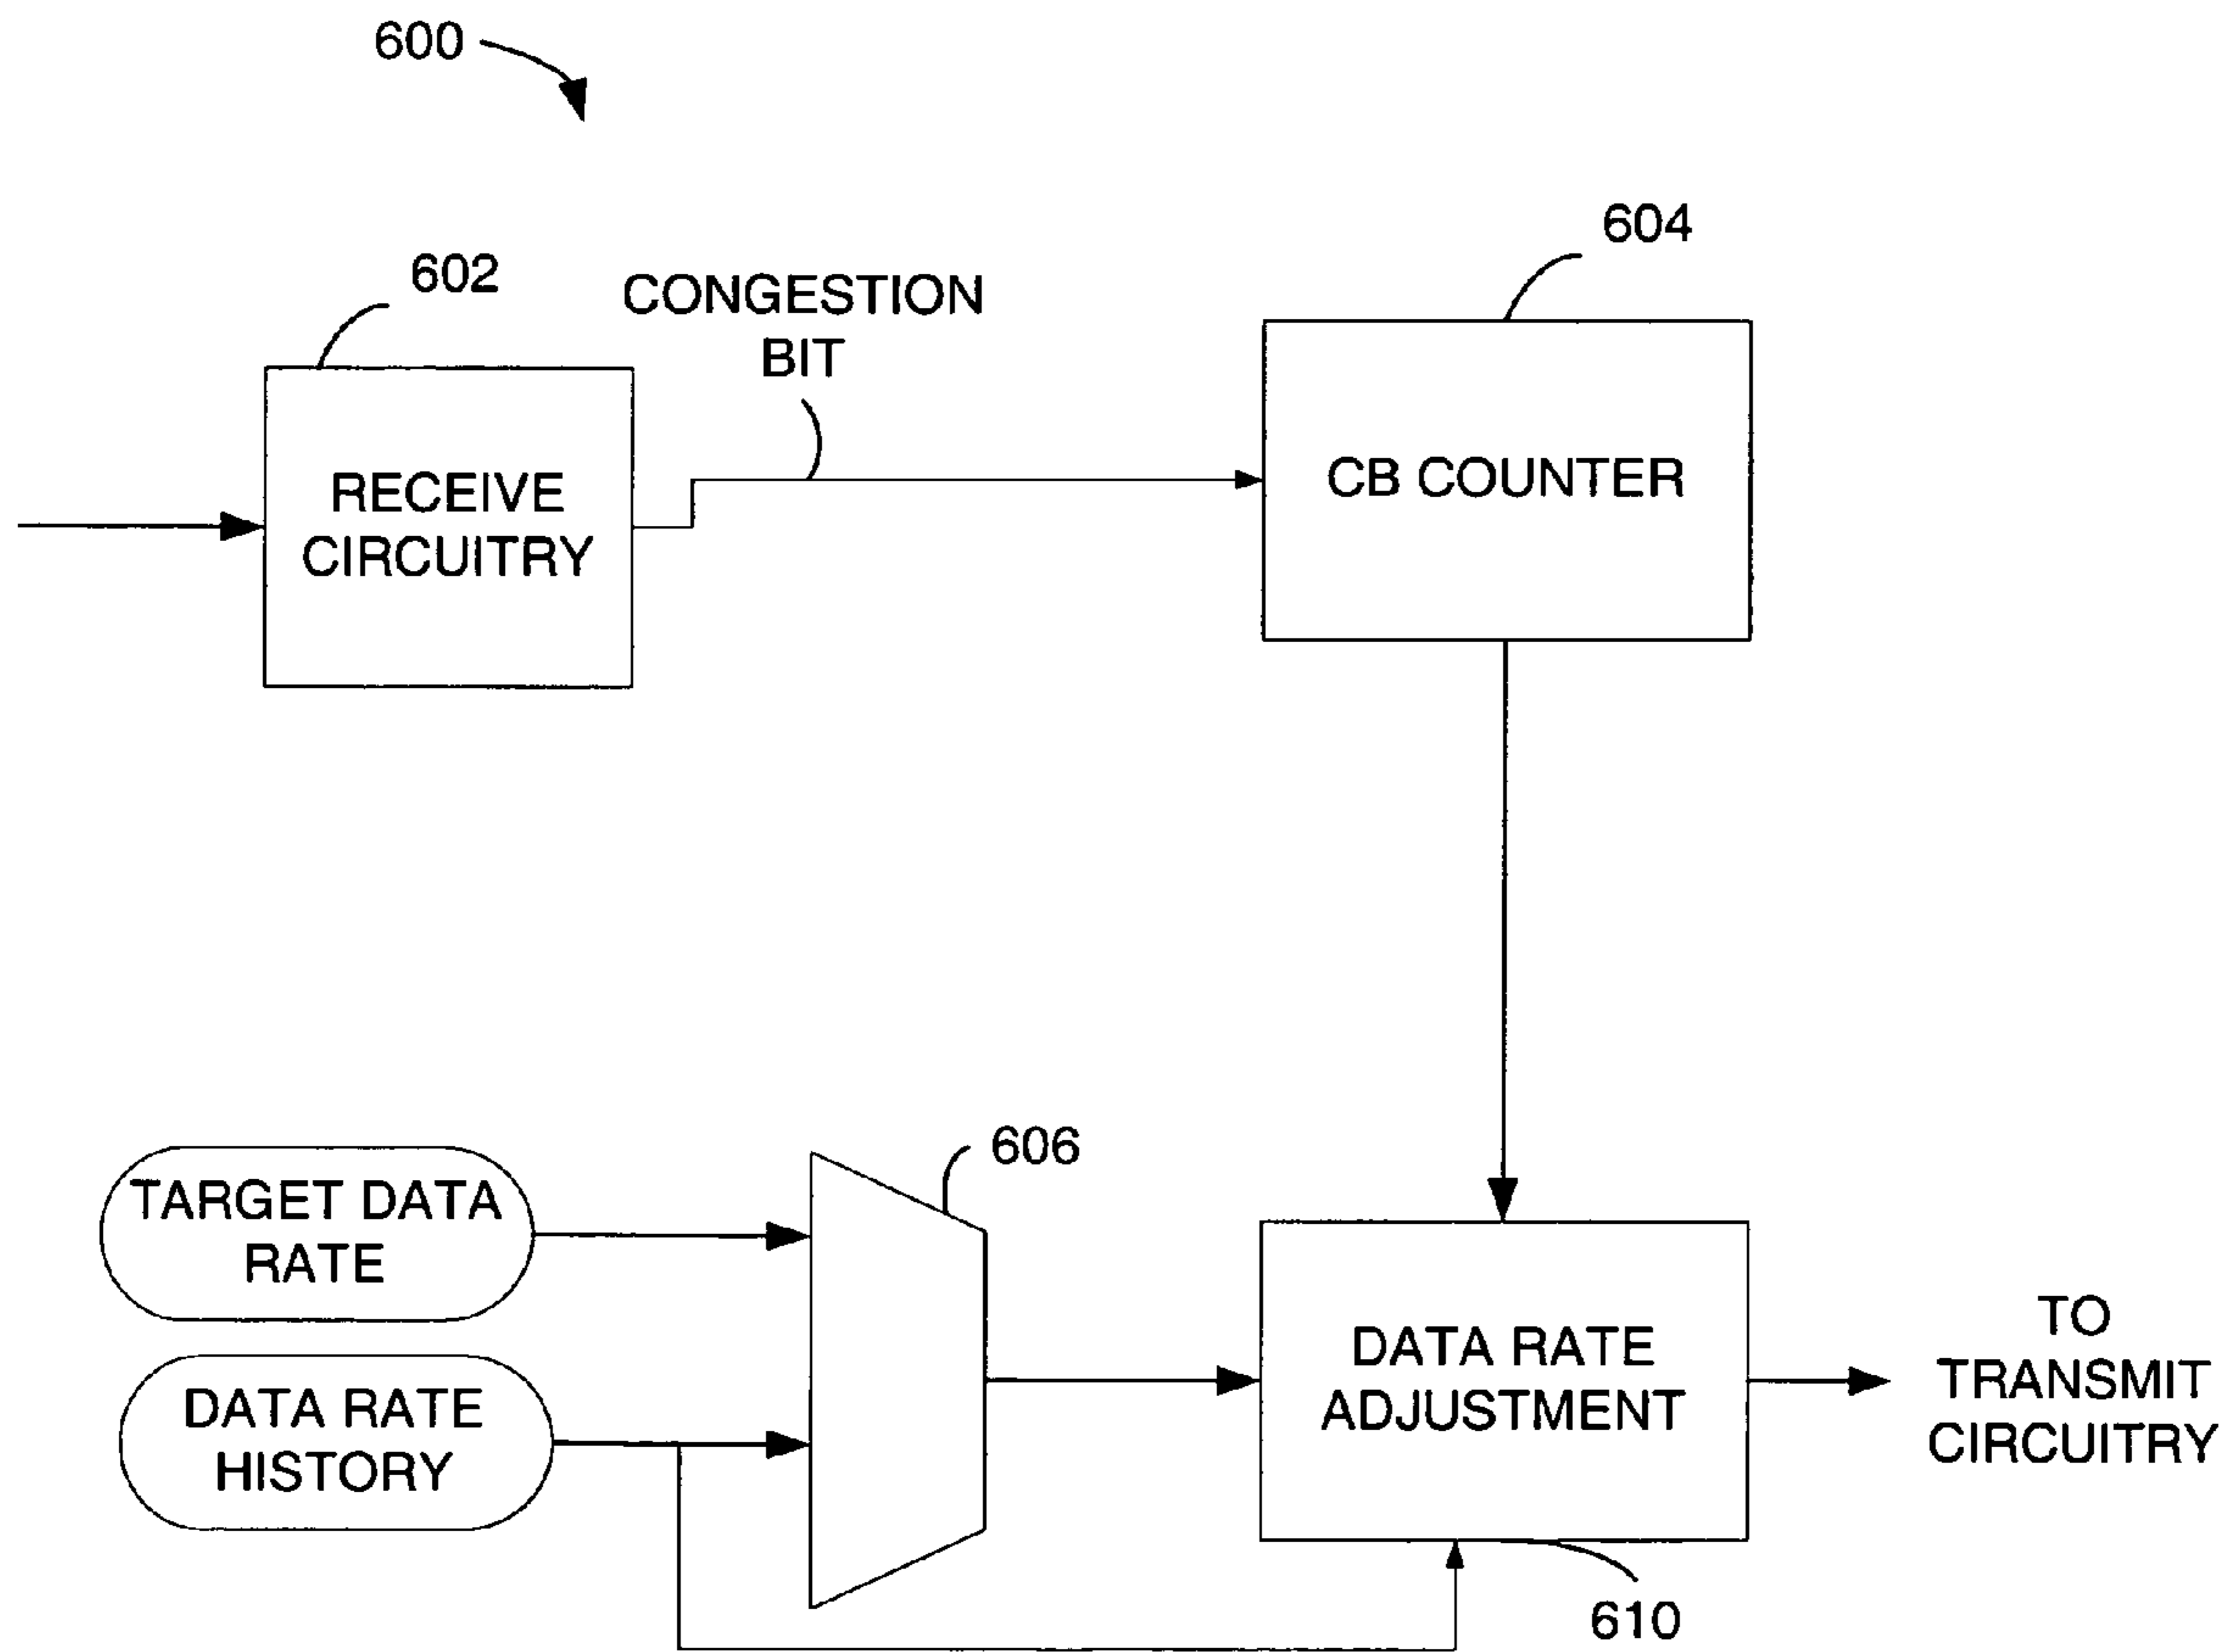 600
604
602
CONGESTION
BIT
RECEIVE
CIRCUITRY
CB COUNTER
606
TARGET DATA
RATE
DATA RATE
HISTORY
DATA RATE
ADJUSTMENT
TO
TRANSMIT
CIRCUITRY
610